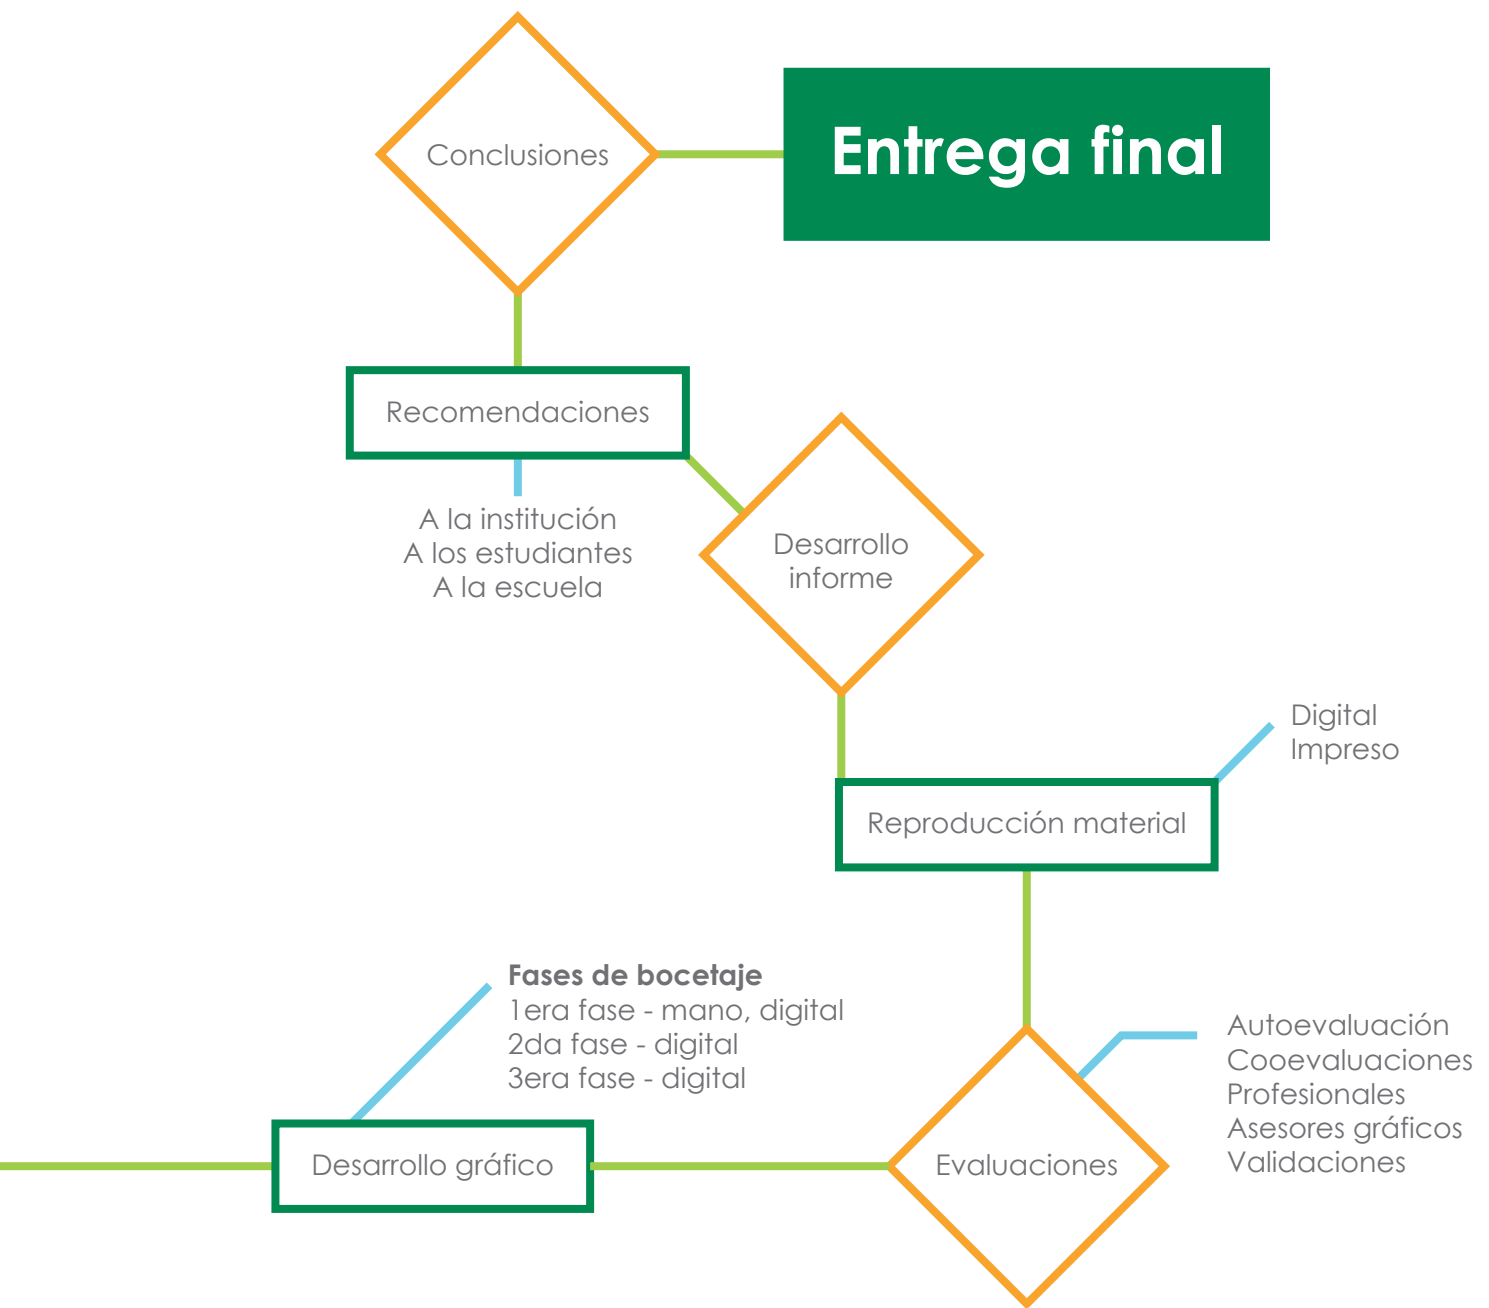 Conclusiones
Entrega final
Recomendaciones
A la institución
A los estudiantes
A la escuela
Desarrollo
informe
Digital
Impreso
Reproducción material
Fases de bocetaje
1era fase - mano, digital
2da fase - digital
3era fase - digital
Autoevaluación
Cooevaluaciones
Profesionales
Asesores gráficos
Validaciones
Desarrollo gráfico
Evaluaciones